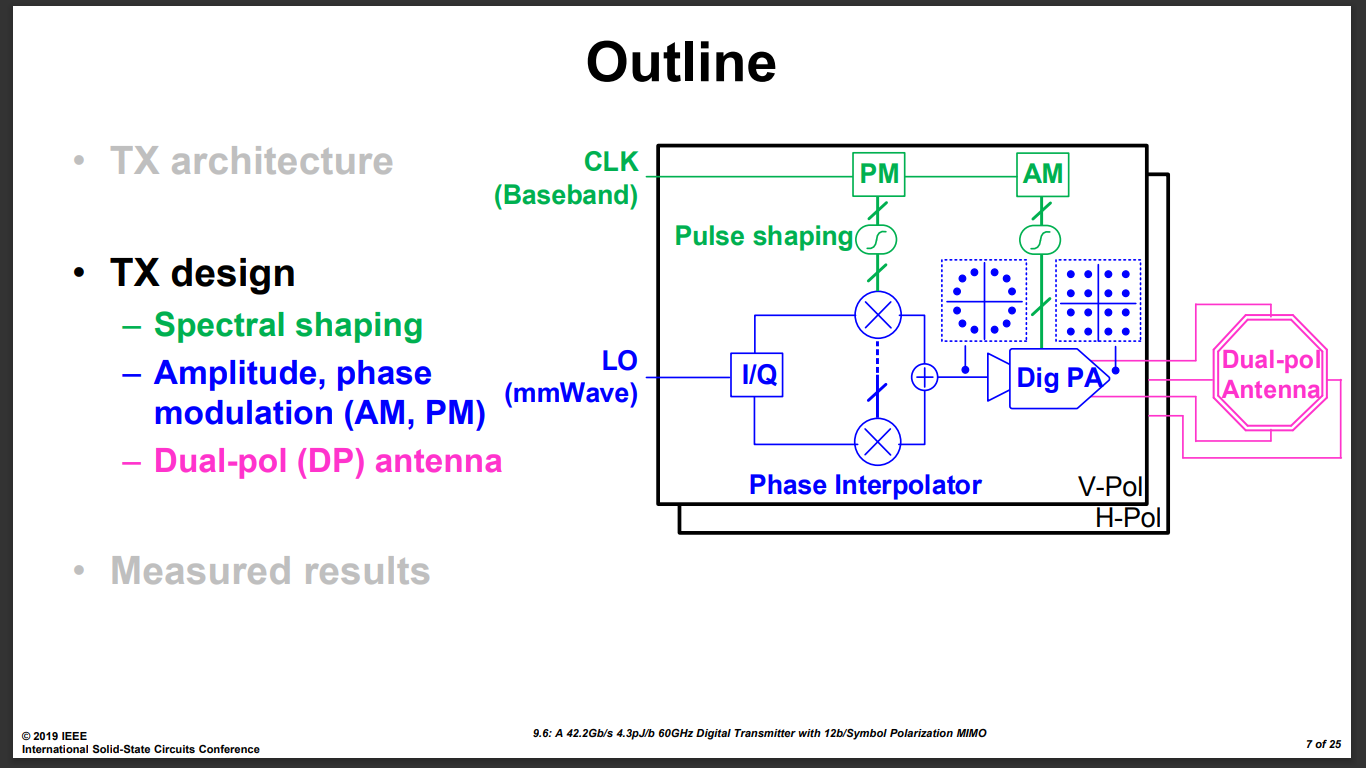 Outline
• TX architecture
• TX design
– Spectral shaping
– Amplitude, phase
modulation (AM, PM)
– Dual-pol (DP) antenna
• Measured results
CLK
(Baseband)
PM
AM
Pulse shaping
LO
(mmWave)
I/Q
Dig PA
Dual-pol
Antenna
Phase Interpolator
V-Pol
H-Pol
© 2019 IEEE
International Solid-State Circuits Conference
9.6: A 42.2Gb/s 4.3pJ/b 60GHz Digital Transmitter with 12b/Symbol Polarization MIMO
7 of 25